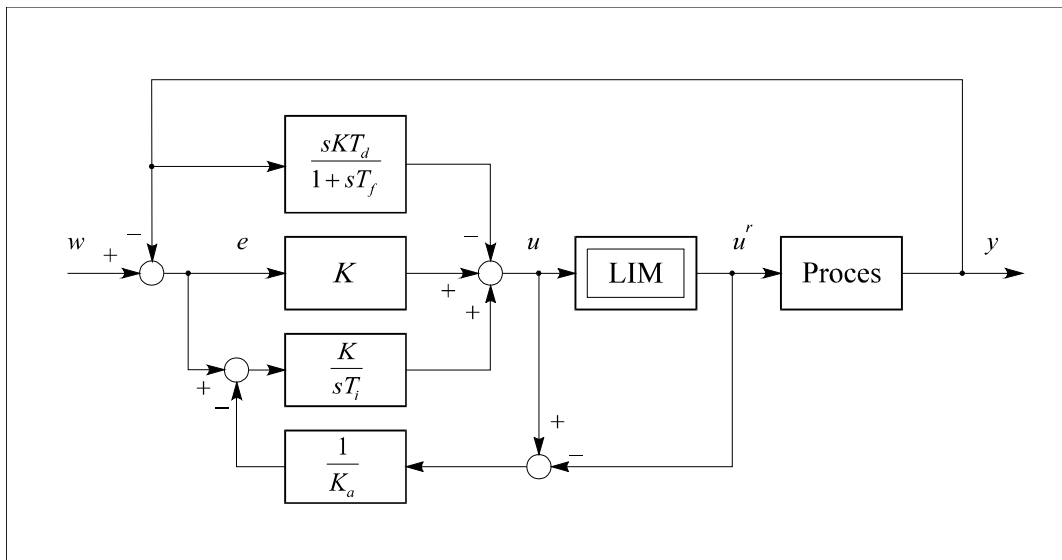 sKT_d
1 + sT_f
w + − e K + − + u LIM u^r Proces y
+ − K
sT_i
+ −
1
K_a